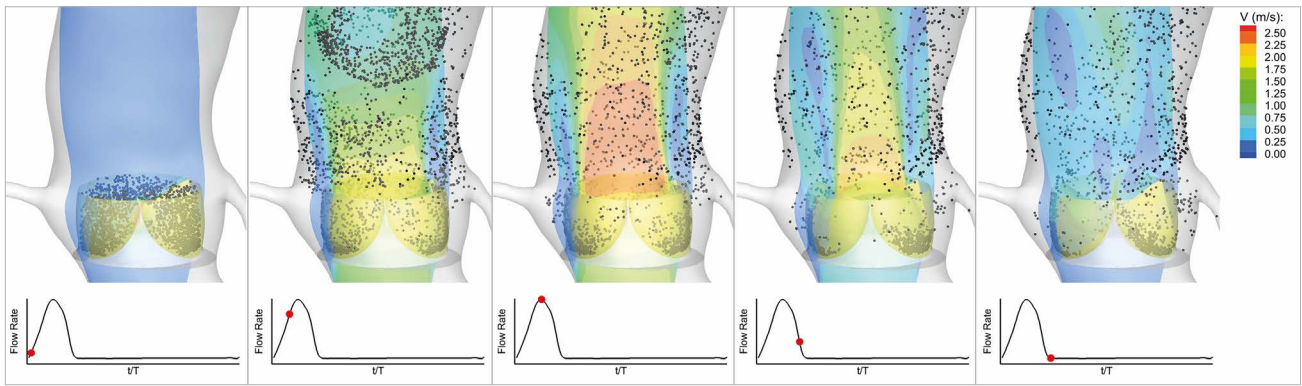 V (m/s):
2.50
2.25
2.00
1.75
1.50
1.25
1.00
0.75
0.50
0.25
0.00
Flow Rate
t/T
Flow Rate
t/T
Flow Rate
t/T
Flow Rate
t/T
Flow Rate
t/T